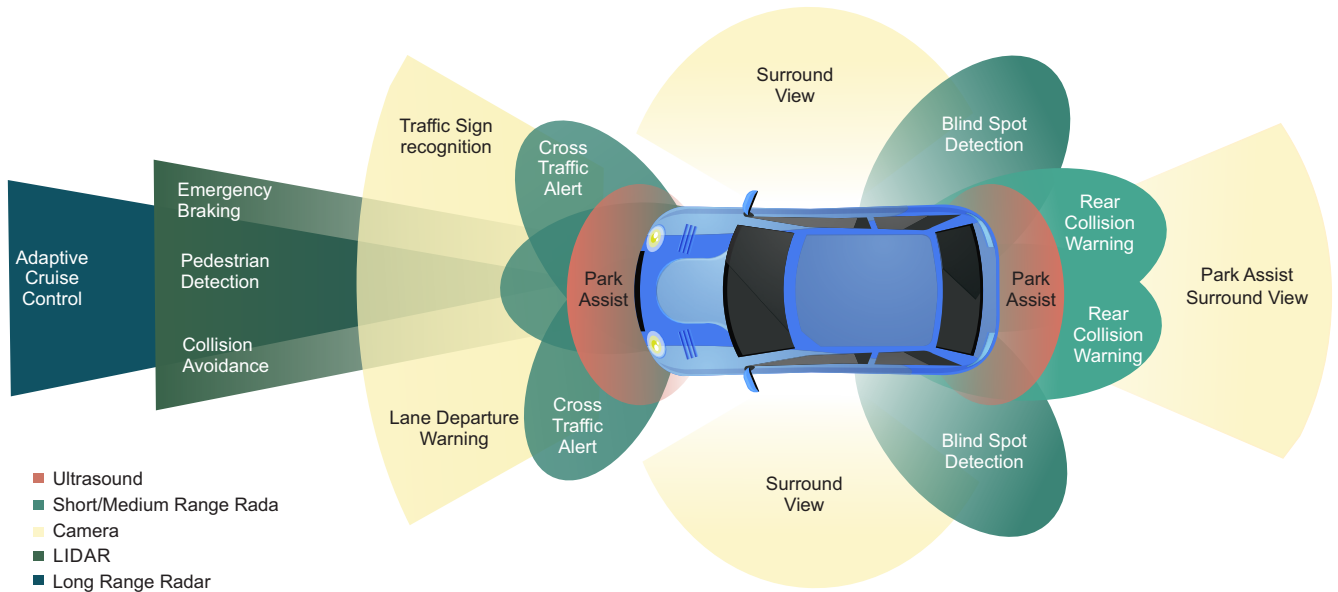 Surround
View
Traffic Sign
recognition
Cross
Traffic
Alert
Blind Spot
Detection
Emergency
Braking
Rear
Collision
Warning
Adaptive
Cruise
Control
Pedestrian
Detection
Park
Assist
Park
Assist
Park Assist
Surround View
Rear
Collision
Warning
Collision
Avoidance
Lane Departure
Warning
Cross
Traffic
Alert
Blind Spot
Detection
Surround
View
Ultrasound
Short/Medium Range Rada
Camera
LIDAR
Long Range Radar